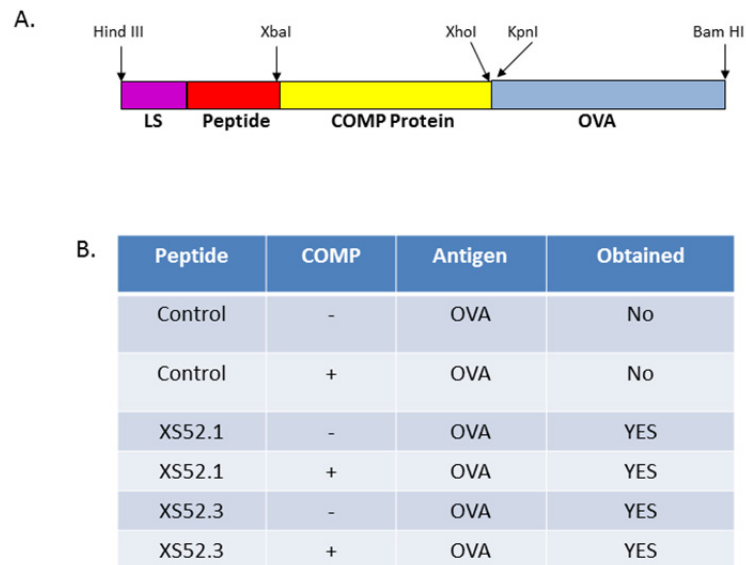 A.
Hind III XbaI XhoI KpnI Bam HI
LS Peptide COMP Protein OVA
B.
Peptide COMP Antigen Obtained
Control - OVA No
Control + OVA No
XS52.1 - OVA YES
XS52.1 + OVA YES
XS52.3 - OVA YES
XS52.3 + OVA YES